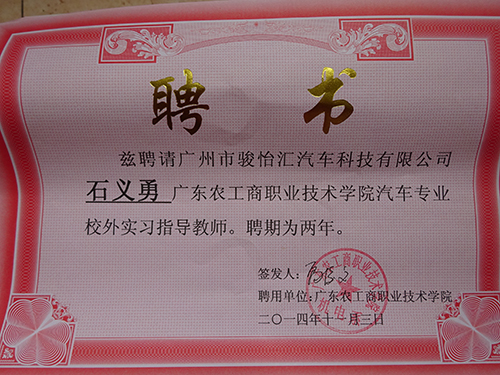 聘 书
兹聘请广州市骏怡汇汽车科技有限公司
石义勇 广东农工商职业技术学院汽车专业
校外实习指导教师。聘期为两年。
签发人:
聘用单位:广东农工商职业技术学院
二〇一四年十一月三日
广东农工商职业技术学院
机电系